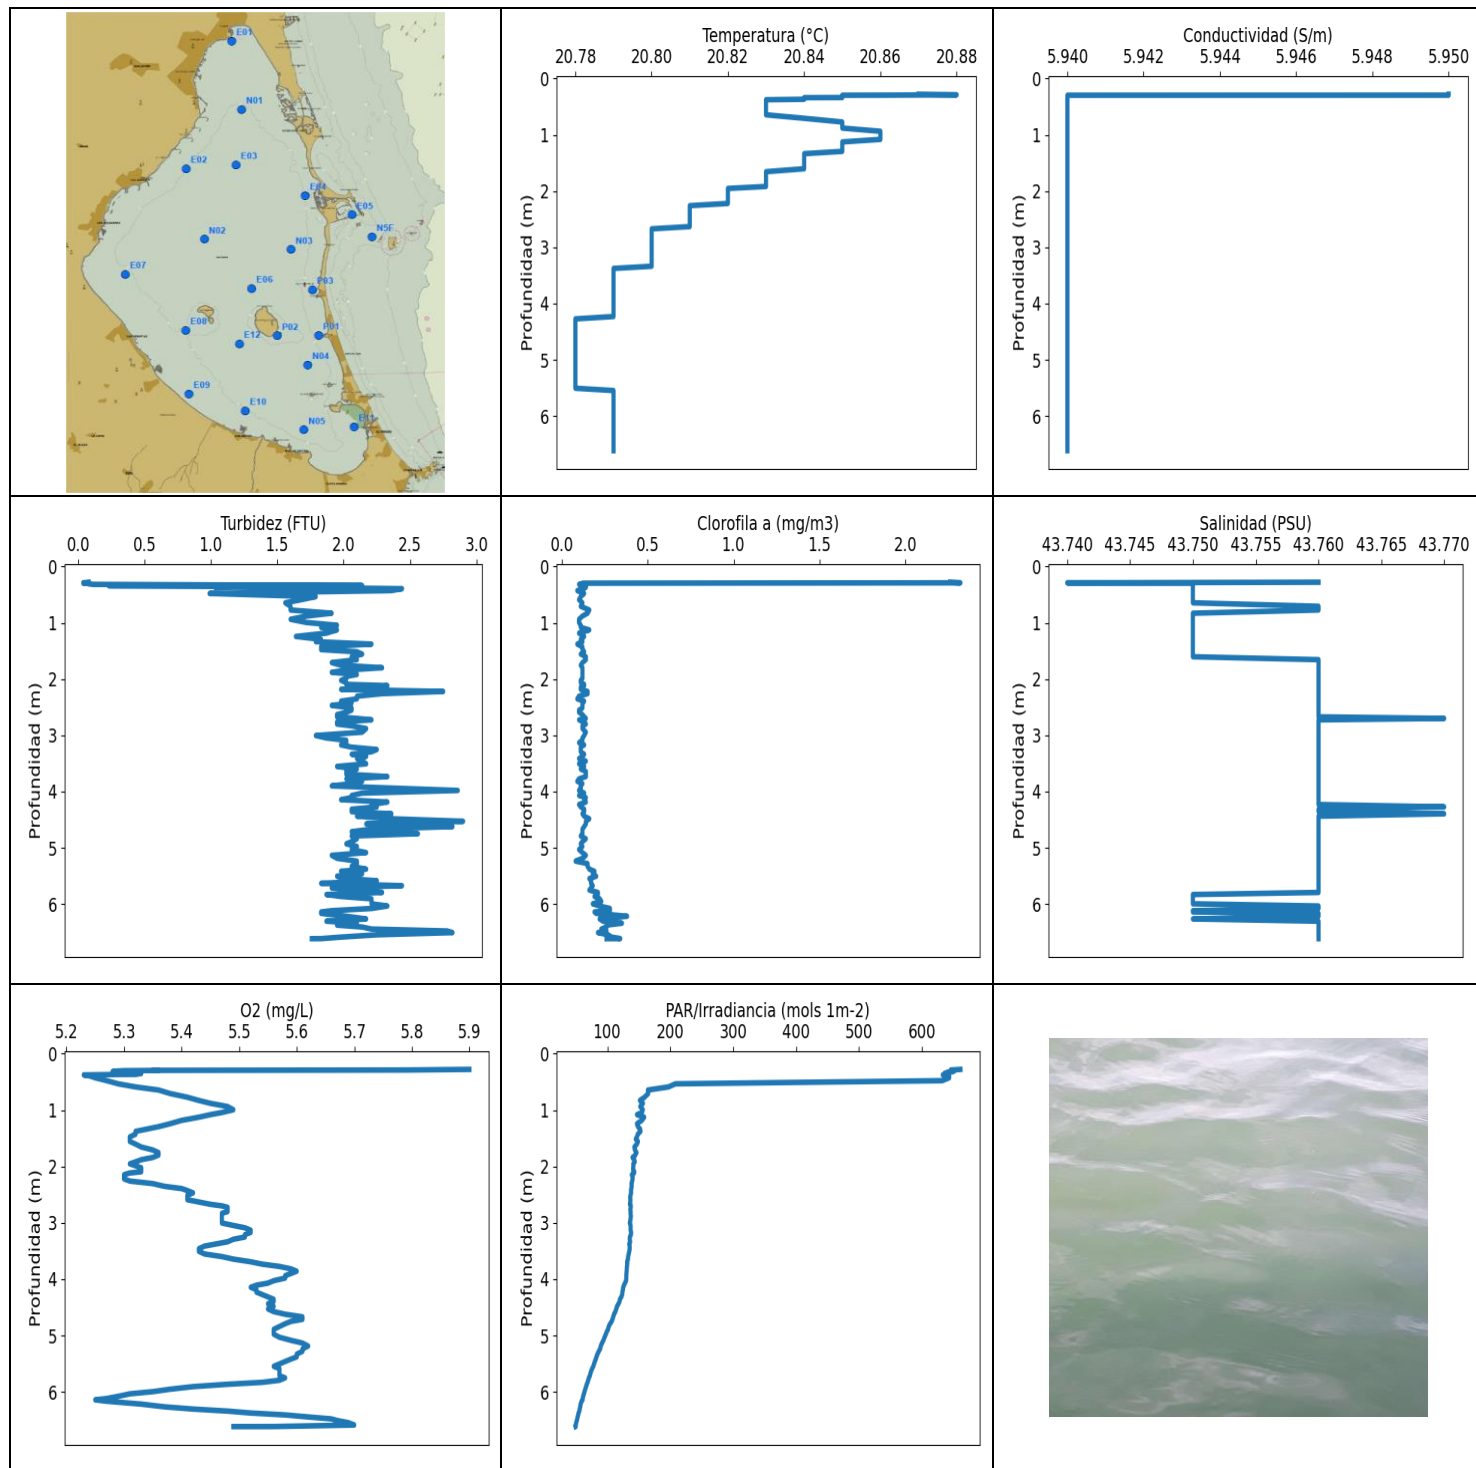 E01
N01
E02
E03
E04
E05
N5F
N02
N03
E07
E06
P03
E08
E12
P02
P01
N04
E09
E10
N05
E11
Temperatura (°C)
20.78 20.80 20.82 20.84 20.86 20.88
Profundidad (m)
0
1
2
3
4
5
6
Conductividad (S/m)
5.940 5.942 5.944 5.946 5.948 5.950
Profundidad (m)
0
1
2
3
4
5
6
Turbidez (FTU)
0.0 0.5 1.0 1.5 2.0 2.5 3.0
Profundidad (m)
0
1
2
3
4
5
6
Clorofila a (mg/m3)
0.0 0.5 1.0 1.5 2.0
Profundidad (m)
0
1
2
3
4
5
6
Salinidad (PSU)
43.740 43.745 43.750 43.755 43.760 43.765 43.770
Profundidad (m)
0
1
2
3
4
5
6
O2 (mg/L)
5.2 5.3 5.4 5.5 5.6 5.7 5.8 5.9
Profundidad (m)
0
1
2
3
4
5
6
PAR/Irradiancia (mols 1m-2)
100 200 300 400 500 600
Profundidad (m)
0
1
2
3
4
5
6